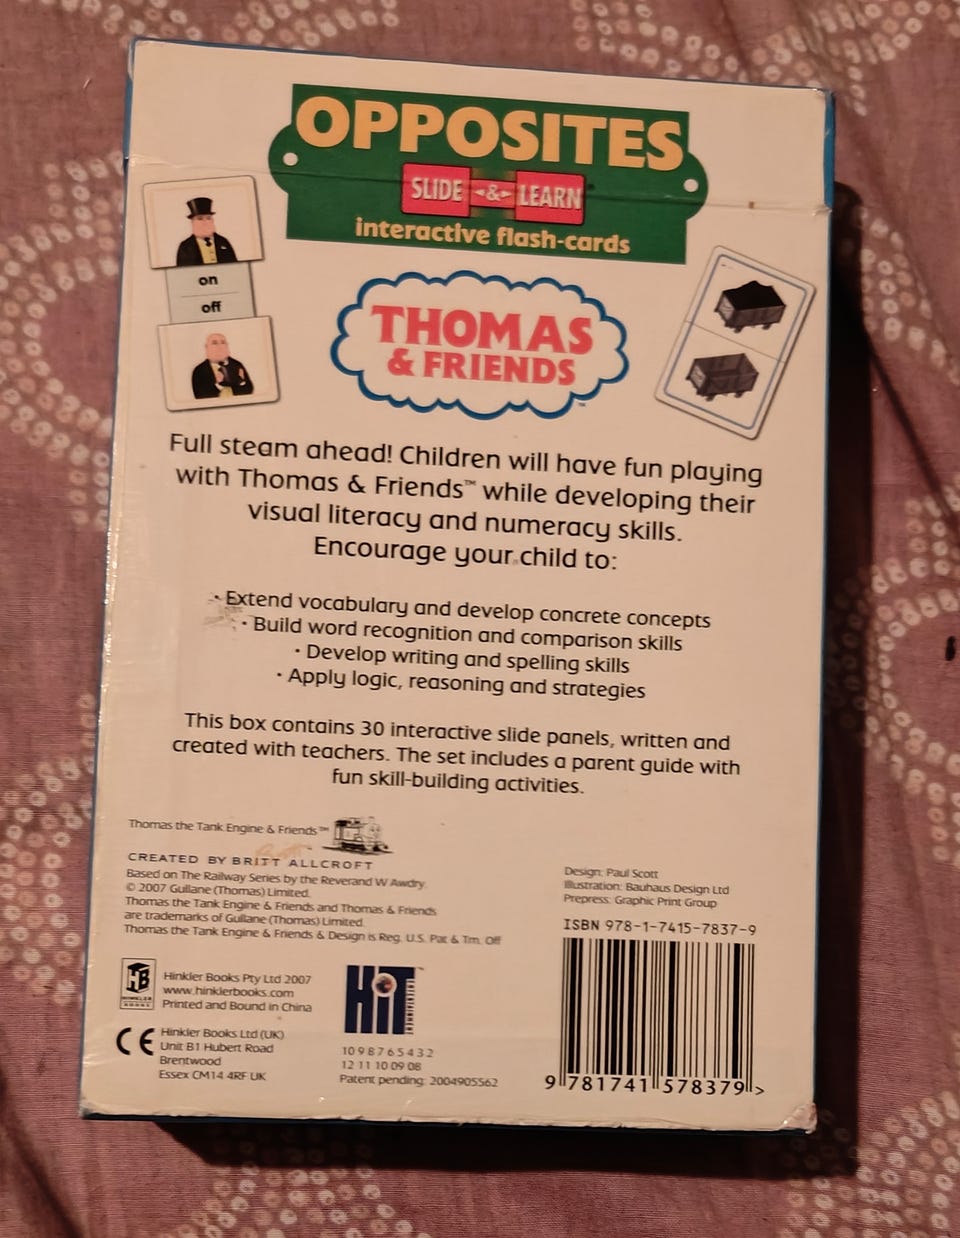 OPPOSITES
SLIDE & LEARN
interactive flash-cards
on
off
THOMAS
& FRIENDS™
Full steam ahead! Children will have fun playing
with Thomas & Friends™ while developing their
visual literacy and numeracy skills.
Encourage your child to:
· Extend vocabulary and develop concrete concepts
· Build word recognition and comparison skills
· Develop writing and spelling skills
· Apply logic, reasoning and strategies
This box contains 30 interactive slide panels, written and
created with teachers. The set includes a parent guide with
fun skill-building activities.
Thomas the Tank Engine & Friends™
CREATED BY BRITT ALLCROFT
Based on The Railway Series by the Reverend W Awdry.
© 2007 Gullane (Thomas) Limited.
Thomas the Tank Engine & Friends and Thomas & Friends
are trademarks of Gullane (Thomas) Limited.
Thomas the Tank Engine & Friends & Design is Reg. U.S. Pat & Tm. Off
Design: Paul Scott
Illustration: Bauhaus Design Ltd
Prepress: Graphic Print Group
ISBN 978-1-7415-7837-9
9 781741 578379 >
HB
HINKLER
BOOKS
Hinkler Books Pty Ltd 2007
www.hinklerbooks.com
Printed and Bound in China
CE
Hinkler Books Ltd (UK)
Unit B1 Hubert Road
Brentwood
Essex CM14 4RF UK
HiT™
ENTERTAINMENT
10 9 8 7 6 5 4 3 2
12 11 10 09 08
Patent pending: 2004905562